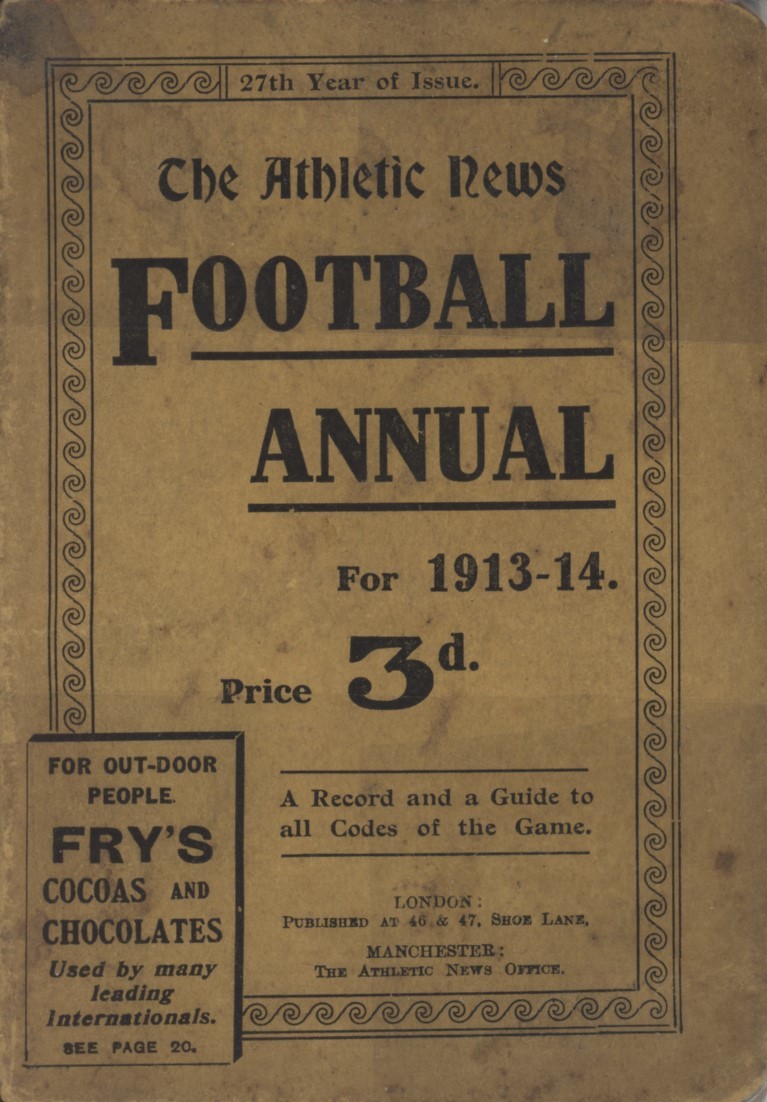 27th Year of Issue.
The Athletic News
FOOTBALL
ANNUAL
For 1913-14.
Price 3d.
A Record and a Guide to
all Codes of the Game.
LONDON:
PUBLISHED AT 46 & 47, SHOE LANE,
MANCHESTER:
THE ATHLETIC NEWS OFFICE.
FOR OUT-DOOR
PEOPLE.
FRY'S
COCOAS AND
CHOCOLATES
Used by many
leading
Internationals.
SEE PAGE 20.